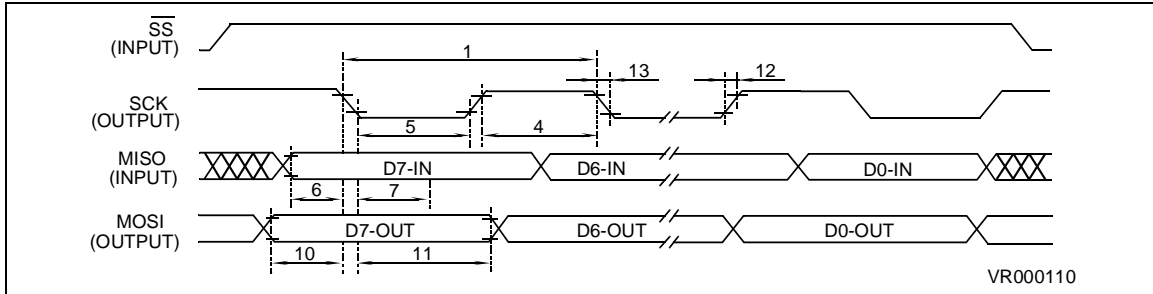 SS
(INPUT)
1
13
12
SCK
(OUTPUT)
5
4
MISO
(INPUT)
D7-IN
D6-IN
D0-IN
6
7
MOSI
(OUTPUT)
D7-OUT
D6-OUT
D0-OUT
10
11
VR000110